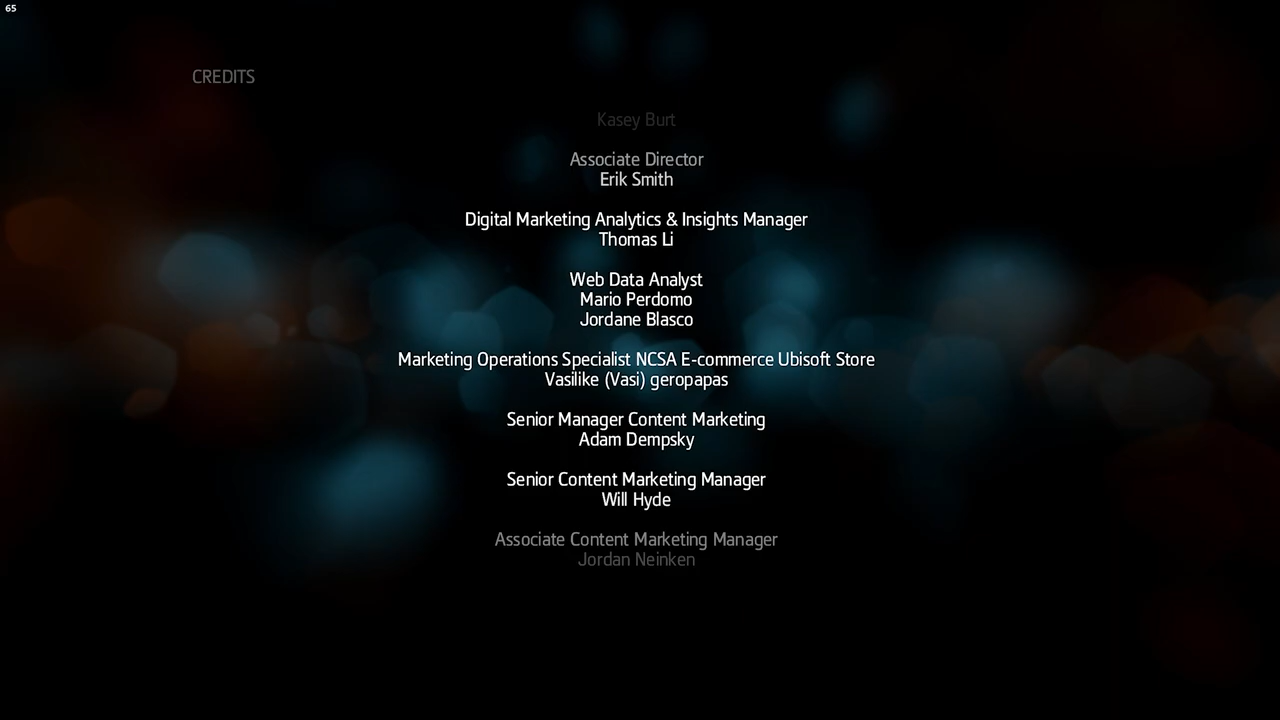 65
CREDITS
Kasey Burt
Associate Director
Erik Smith
Digital Marketing Analytics & Insights Manager
Thomas Li
Web Data Analyst
Mario Perdomo
Jordane Blasco
Marketing Operations Specialist NCSA E-commerce Ubisoft Store
Vasilike (Vasi) geropapas
Senior Manager Content Marketing
Adam Dempsky
Senior Content Marketing Manager
Will Hyde
Associate Content Marketing Manager
Jordan Neinken